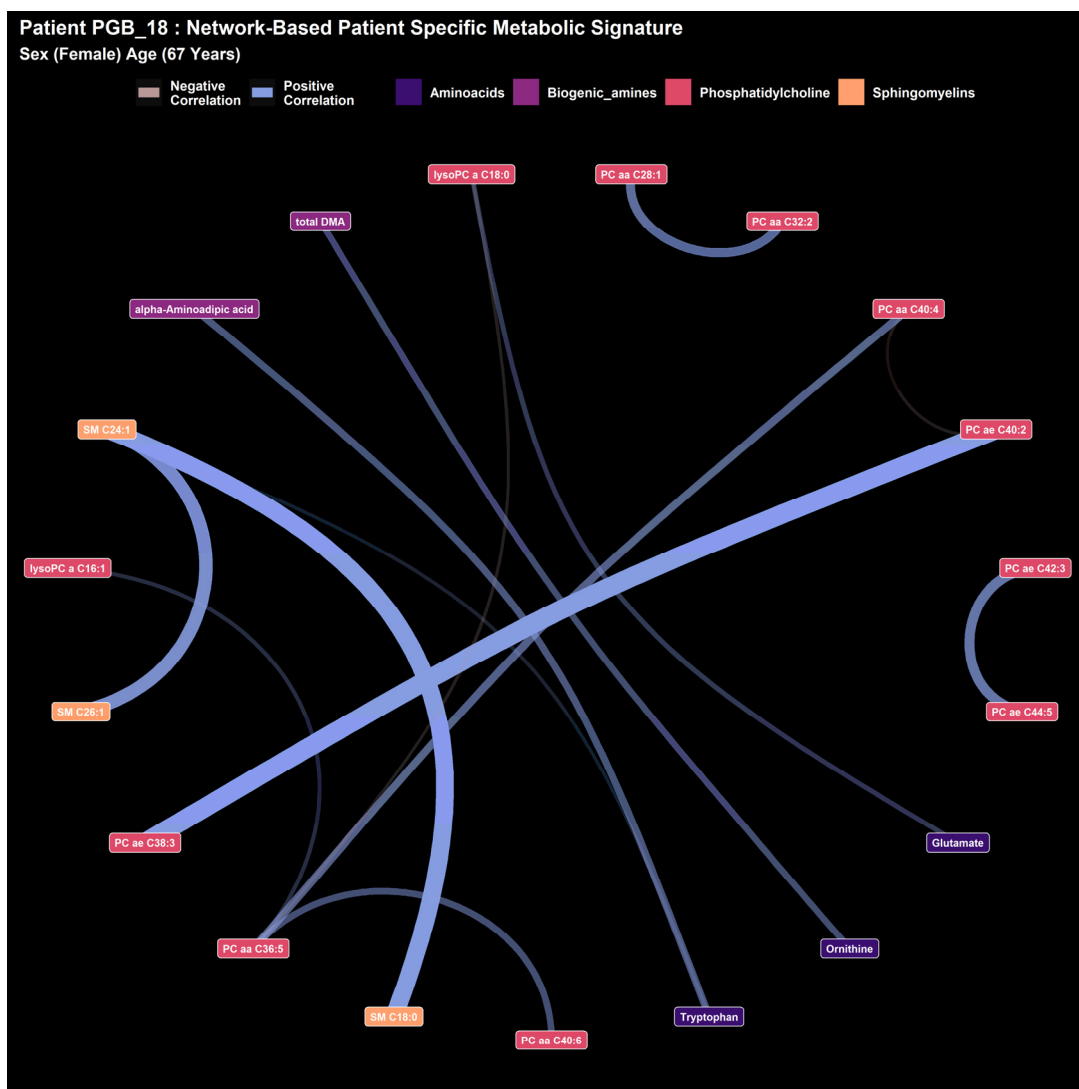 Patient PGB_18 : Network-Based Patient Specific Metabolic Signature
Sex (Female) Age (67 Years)
Negative
Correlation
Positive
Correlation
Aminoacids
Biogenic_amines
Phosphatidylcholine
Sphingomyelins
lysoPC a C18:0
PC aa C28:1
total DMA
PC aa C32:2
alpha-Aminoadipic acid
PC aa C40:4
SM C24:1
PC ae C40:2
lysoPC a C16:1
PC ae C42:3
SM C26:1
PC ae C44:5
PC ae C38:3
Glutamate
PC aa C36:5
Ornithine
SM C18:0
Tryptophan
PC aa C40:6